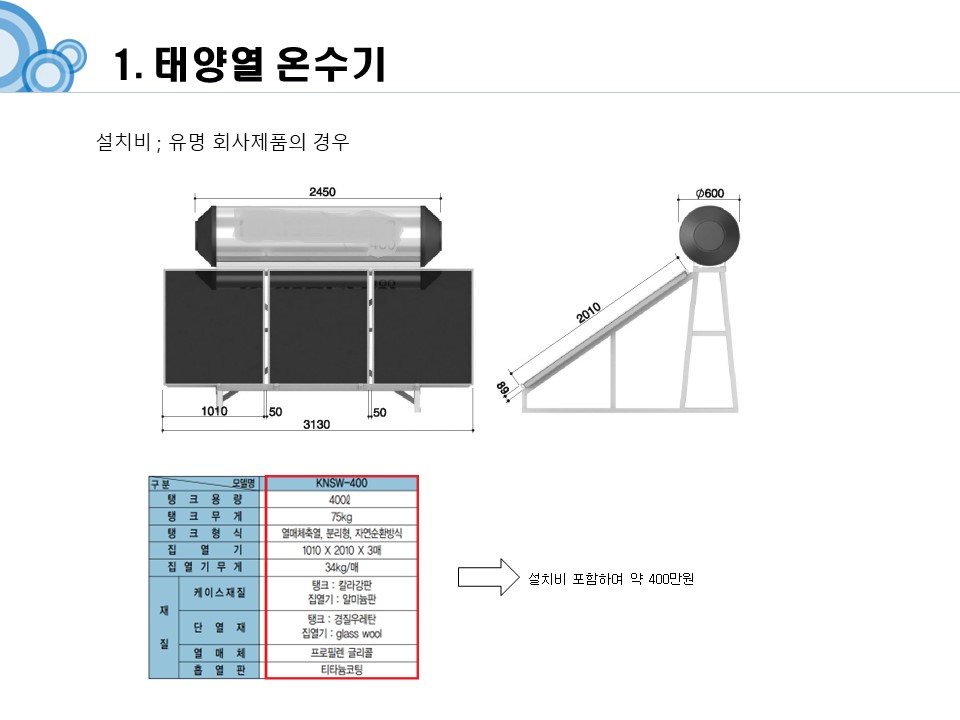 1. 태양열 온수기
설치비 ; 유명 회사제품의 경우
2450
1010
50
50
3130
Ø600
2010
89
구 분 모델명 KNSW-400
탱 크 용 량 400ℓ
탱 크 무 게 75kg
탱 크 형 식 열매체축열, 분리형, 자연순환방식
집 열 기 1010 X 2010 X 3매
집 열 기 무 게 34kg/매
재 질
케이스재질 탱크 : 칼라강판
집열기 : 알미늄판
단 열 재 탱크 : 경질우레탄
집열기 : glass wool
열 매 체 프로필렌 글리콜
흡 열 판 티타늄코팅
설치비 포함하여 약 400만원